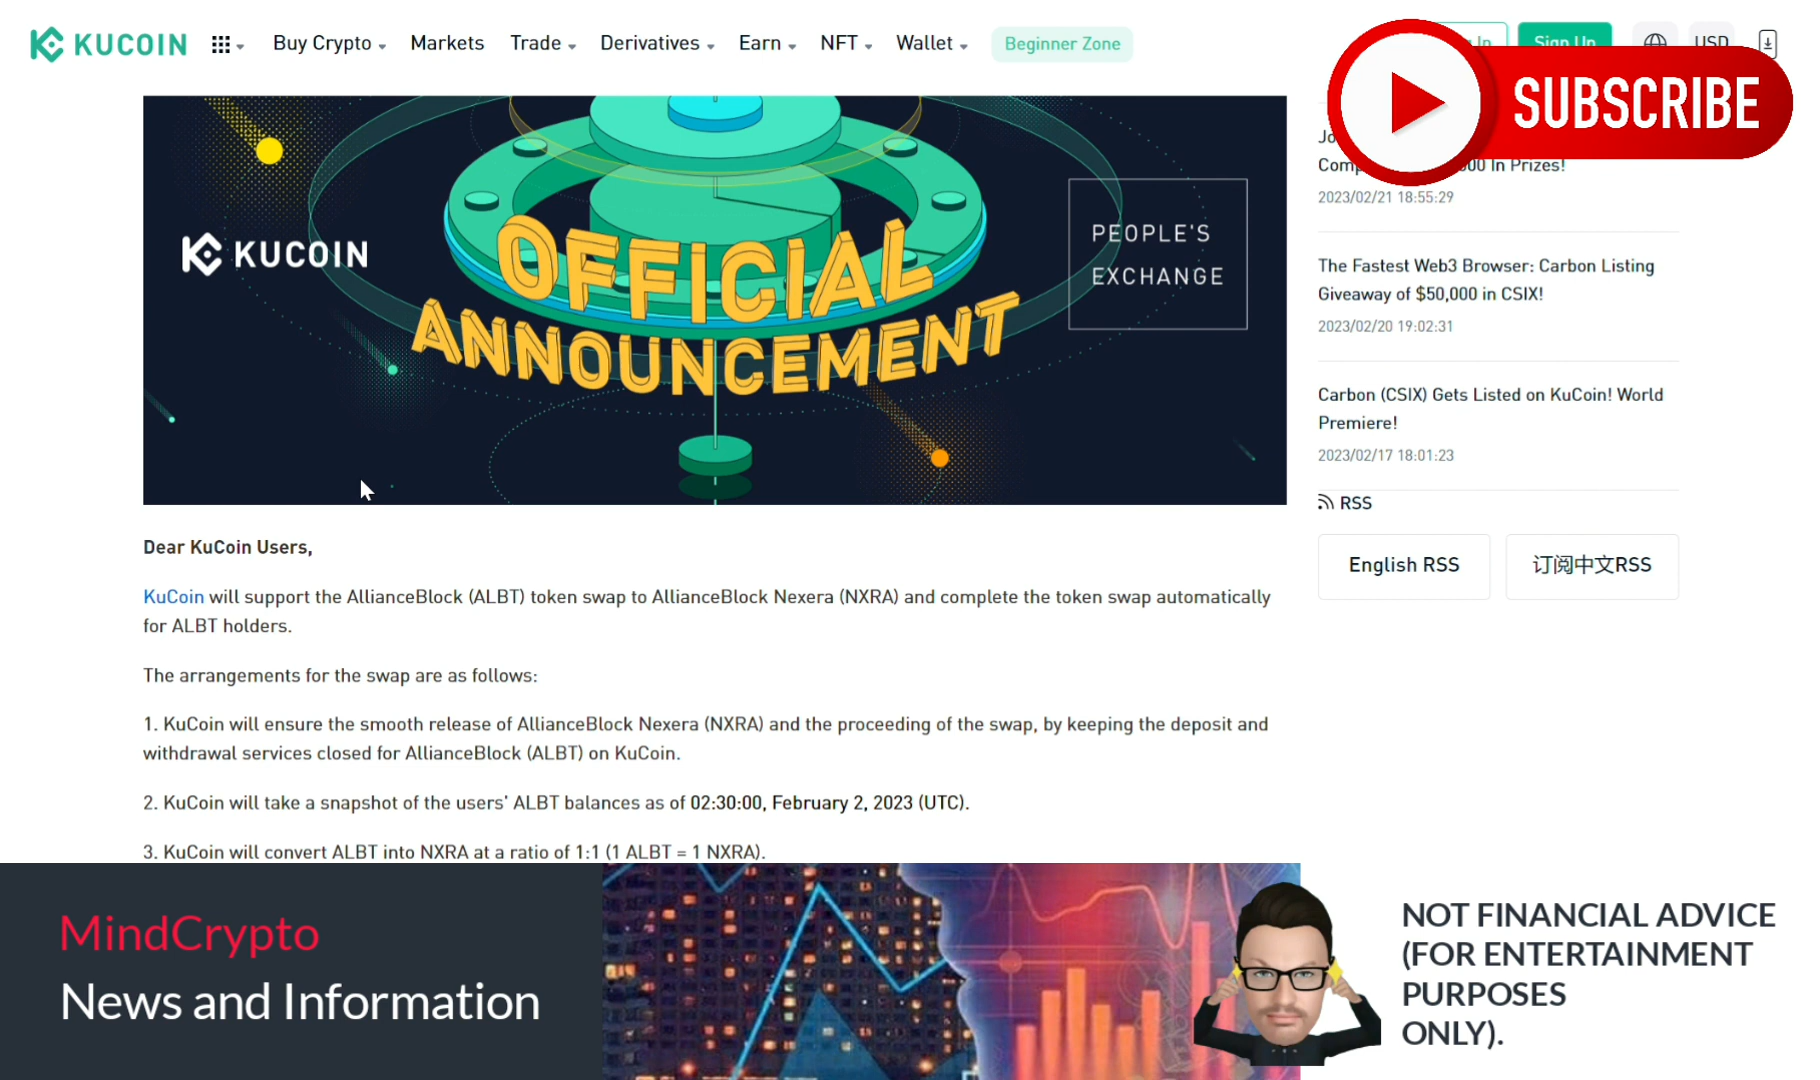 KUCOIN
Buy Crypto
Markets
Trade
Derivatives
Earn
NFT
Wallet
Beginner Zone
In
Sign Up
USD
SUBSCRIBE
KUCOIN
OFFICIAL
ANNOUNCEMENT
PEOPLE'S
EXCHANGE
In Prizes!
2023/02/21 18:55:29
The Fastest Web3 Browser: Carbon Listing
Giveaway of $50,000 in CSIX!
2023/02/20 19:02:31
Carbon (CSIX) Gets Listed on KuCoin! World
Premiere!
2023/02/17 18:01:23
RSS
English RSS
订阅中文RSS
Dear KuCoin Users,
KuCoin will support the AllianceBlock (ALBT) token swap to AllianceBlock Nexera (NXRA) and complete the token swap automatically
for ALBT holders.
The arrangements for the swap are as follows:
1. KuCoin will ensure the smooth release of AllianceBlock Nexera (NXRA) and the proceeding of the swap, by keeping the deposit and
withdrawal services closed for AllianceBlock (ALBT) on KuCoin.
2. KuCoin will take a snapshot of the users' ALBT balances as of 02:30:00, February 2, 2023 (UTC).
3. KuCoin will convert ALBT into NXRA at a ratio of 1:1 (1 ALBT = 1 NXRA).
MindCrypto
News and Information
NOT FINANCIAL ADVICE
(FOR ENTERTAINMENT
PURPOSES
ONLY).